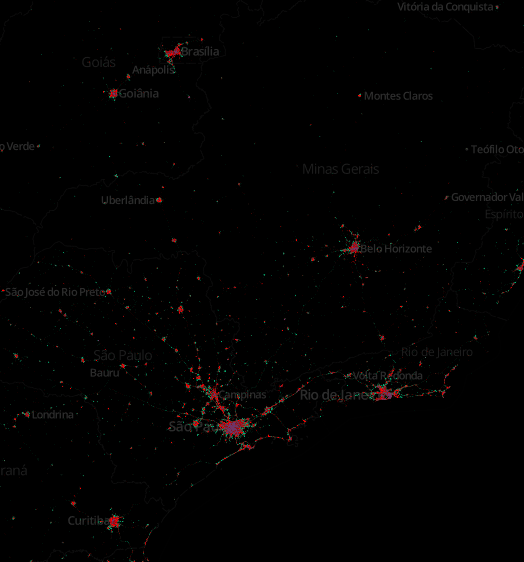 Vitória da Conquista
Brasília
Goiás
Anápolis
Goiânia
Montes Claros
o Verde
Teófilo Oto
Minas Gerais
Uberlândia
Governador Val
Espírito
Belo Horizonte
São José do Rio Preto
São Paulo
Rio de Janeiro
Bauru
Volta Redonda
Campinas
Rio de Janeiro
Londrina
São Pa
raná
Curitiba